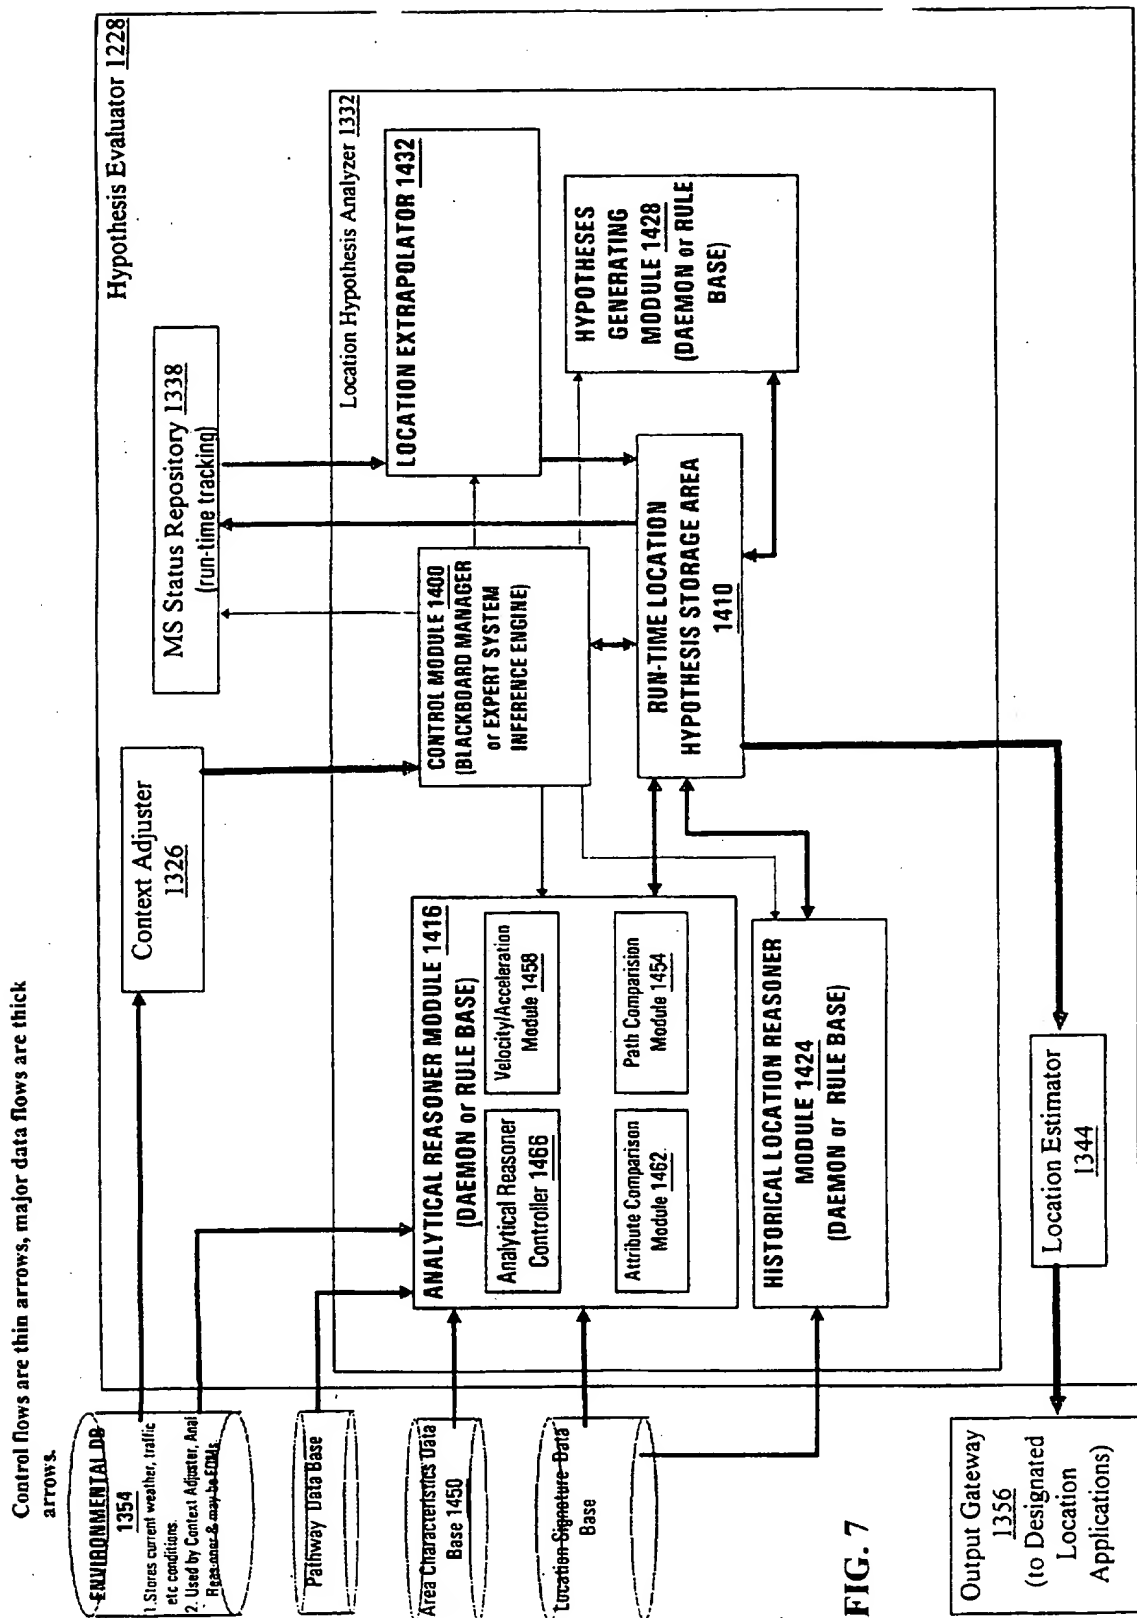 Control flows are thin arrows, major data flows are thick
arrows.
Hypothesis Evaluator 1228
MS Status Repository 1338
(run-time tracking)
Context Adjuster
1326
Location Hypothesis Analyzer 1332
LOCATION EXTRAPOLATOR 1432
HYPOTHESES
GENERATING
MODULE 1428
(DAEMON or RULE
BASE)
CONTROL MODULE 1400
(BLACKBOARD MANAGER
or EXPERT SYSTEM
INFERENCE ENGINE)
RUN-TIME LOCATION
HYPOTHESIS STORAGE AREA
1410
ANALYTICAL REASONER MODULE 1416
(DAEMON or RULE BASE)
Analytical Reasoner
Controller 1466
Velocity/Acceleration
Module 1458
Attribute Comparison
Module 1462.
Path Comparision
Module 1454
HISTORICAL LOCATION REASONER
MODULE 1424
(DAEMON or RULE BASE)
ENVIRONMENTAL DB
1354
1. Stores current weather, traffic
etc conditions.
2. Used by Context Adjuster, Anal
Reasoner & may be FOMs
Pathway Data Base
Area Characteristics Data
Base 1450
Location Signature Data
Base
Location Estimator
1344
Output Gateway
1356
(to Designated
Location
Applications)
FIG. 7